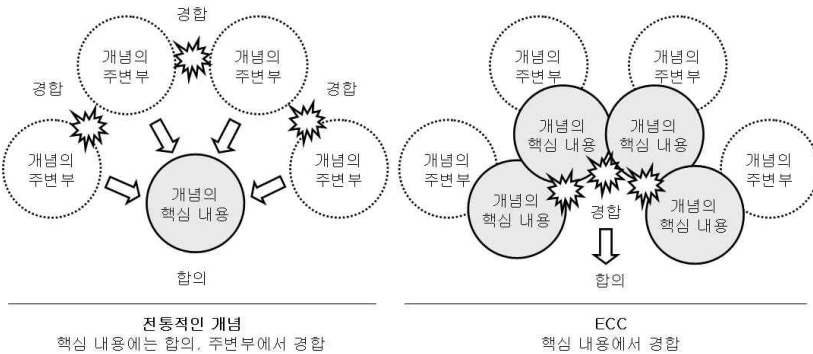 경합
개념의
주변부
개념의
주변부
경합
경합
개념의
주변부
개념의
주변부
개념의
핵심 내용
합의
전통적인 개념
핵심 내용에는 합의, 주변부에서 경합
개념의
주변부
개념의
주변부
개념의
주변부
개념의
주변부
개념의
핵심 내용
개념의
핵심 내용
개념의
핵심 내용
개념의
핵심 내용
경합
합의
ECC
핵심 내용에서 경합